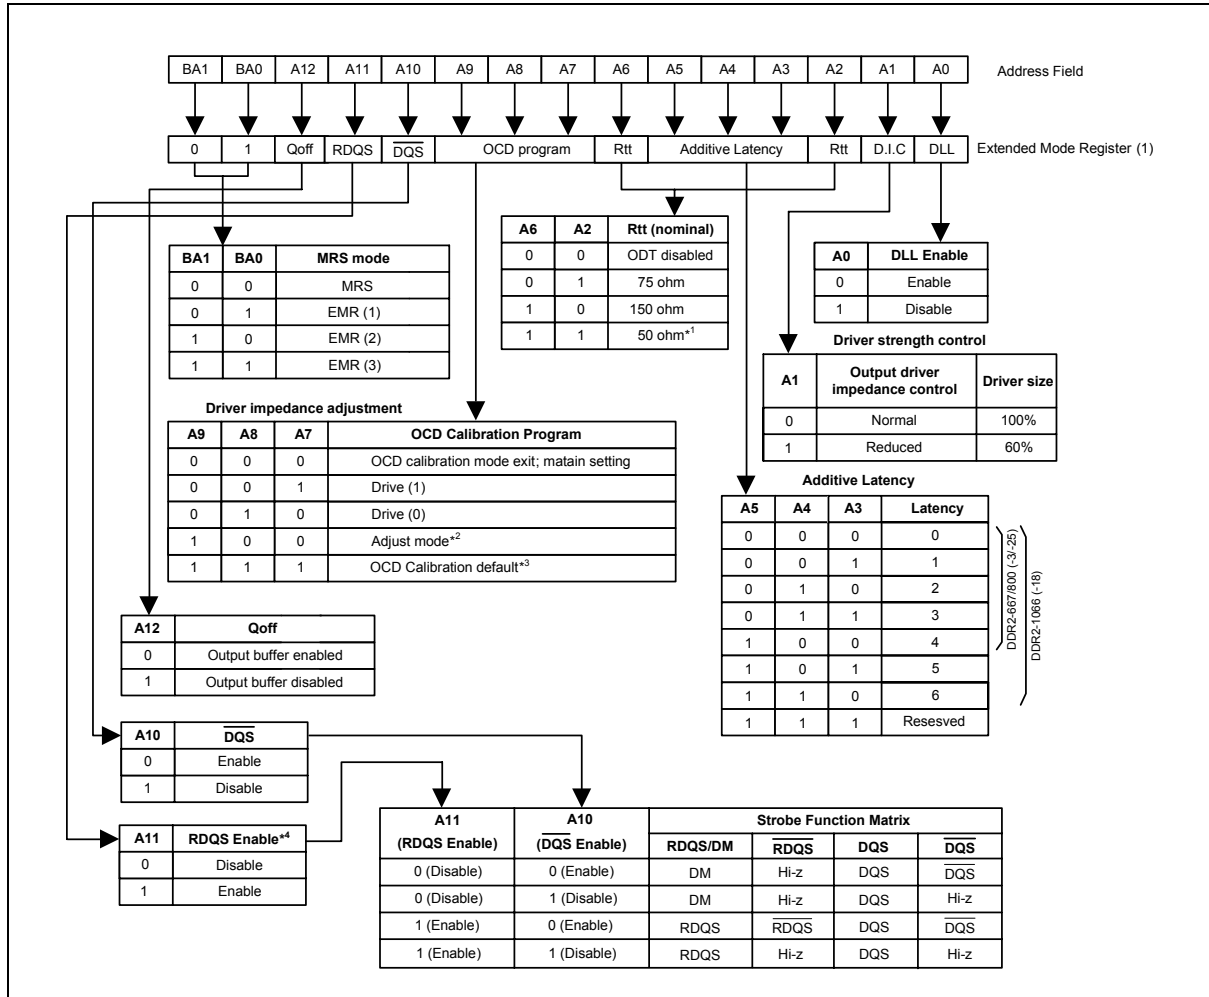 BA1 BA0 A12 A11 A10 A9 A8 A7 A6 A5 A4 A3 A2 A1 A0 Address Field
0 1 Qoff RDQS D̅Q̅S̅ OCD program Rtt Additive Latency Rtt D.I.C DLL Extended Mode Register (1)
BA1 BA0 MRS mode
0 0 MRS
0 1 EMR (1)
1 0 EMR (2)
1 1 EMR (3)
A6 A2 Rtt (nominal)
0 0 ODT disabled
0 1 75 ohm
1 0 150 ohm
1 1 50 ohm*1
A0 DLL Enable
0 Enable
1 Disable
Driver strength control
A1 Output driver impedance control Driver size
0 Normal 100%
1 Reduced 60%
Driver impedance adjustment
A9 A8 A7 OCD Calibration Program
0 0 0 OCD calibration mode exit; matain setting
0 0 1 Drive (1)
0 1 0 Drive (0)
1 0 0 Adjust mode*2
1 1 1 OCD Calibration default*3
Additive Latency
A5 A4 A3 Latency
0 0 0 0
0 0 1 1
0 1 0 2
0 1 1 3
1 0 0 4
1 0 1 5
1 1 0 6
1 1 1 Resesved
DDR2-667/800 (-3/-25)
DDR2-1066 (-18)
A12 Qoff
0 Output buffer enabled
1 Output buffer disabled
A10 D̅Q̅S̅
0 Enable
1 Disable
A11 RDQS Enable*4
0 Disable
1 Enable
A11 (RDQS Enable) A10 (D̅Q̅S̅ Enable) Strobe Function Matrix
RDQS/DM R̅D̅Q̅S̅ DQS D̅Q̅S̅
0 (Disable) 0 (Enable) DM Hi-z DQS D̅Q̅S̅
0 (Disable) 1 (Disable) DM Hi-z DQS Hi-z
1 (Enable) 0 (Enable) RDQS R̅D̅Q̅S̅ DQS D̅Q̅S̅
1 (Enable) 1 (Disable) RDQS Hi-z DQS Hi-z